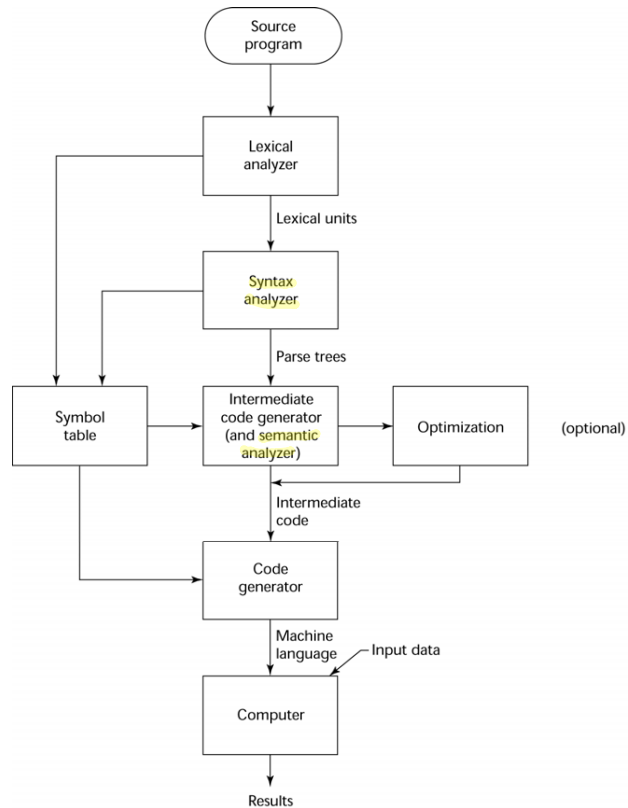 Source
program
Lexical
analyzer
Lexical units
Syntax
analyzer
Parse trees
Symbol
table
Intermediate
code generator
(and semantic
analyzer)
Optimization
(optional)
Intermediate
code
Code
generator
Machine
language
Input data
Computer
Results